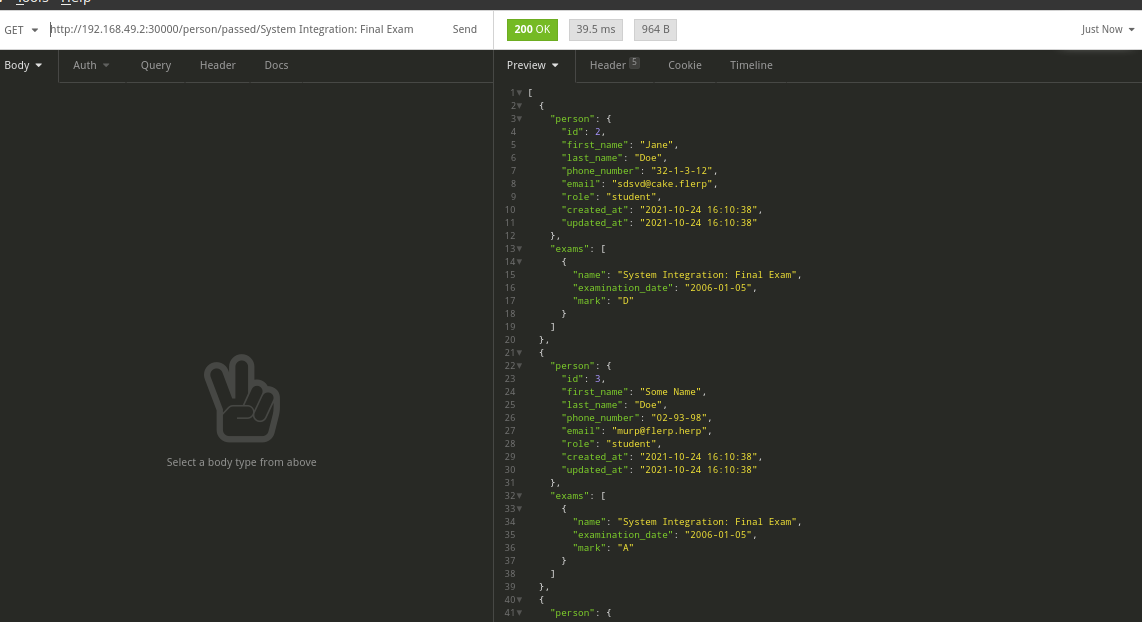 Tools Help
GET http://192.168.49.2:30000/person/passed/System Integration: Final Exam Send 200 OK 39.5 ms 964 B Just Now
Body Auth Query Header Docs Preview Header 5 Cookie Timeline
1 [
2 {
3 "person": {
4 "id": 2,
5 "first_name": "Jane",
6 "last_name": "Doe",
7 "phone_number": "32-1-3-12",
8 "email": "sdsvd@cake.flerp",
9 "role": "student",
10 "created_at": "2021-10-24 16:10:38",
11 "updated_at": "2021-10-24 16:10:38"
12 },
13 "exams": [
14 {
15 "name": "System Integration: Final Exam",
16 "examination_date": "2006-01-05",
17 "mark": "D"
18 }
19 ]
20 },
21 {
22 "person": {
23 "id": 3,
24 "first_name": "Some Name",
25 "last_name": "Doe",
26 "phone_number": "02-93-98",
27 "email": "murp@flerp.herp",
28 "role": "student",
29 "created_at": "2021-10-24 16:10:38",
30 "updated_at": "2021-10-24 16:10:38"
31 },
32 "exams": [
33 {
34 "name": "System Integration: Final Exam",
35 "examination_date": "2006-01-05",
36 "mark": "A"
37 }
38 ]
39 },
40 {
41 "person": {
Select a body type from above